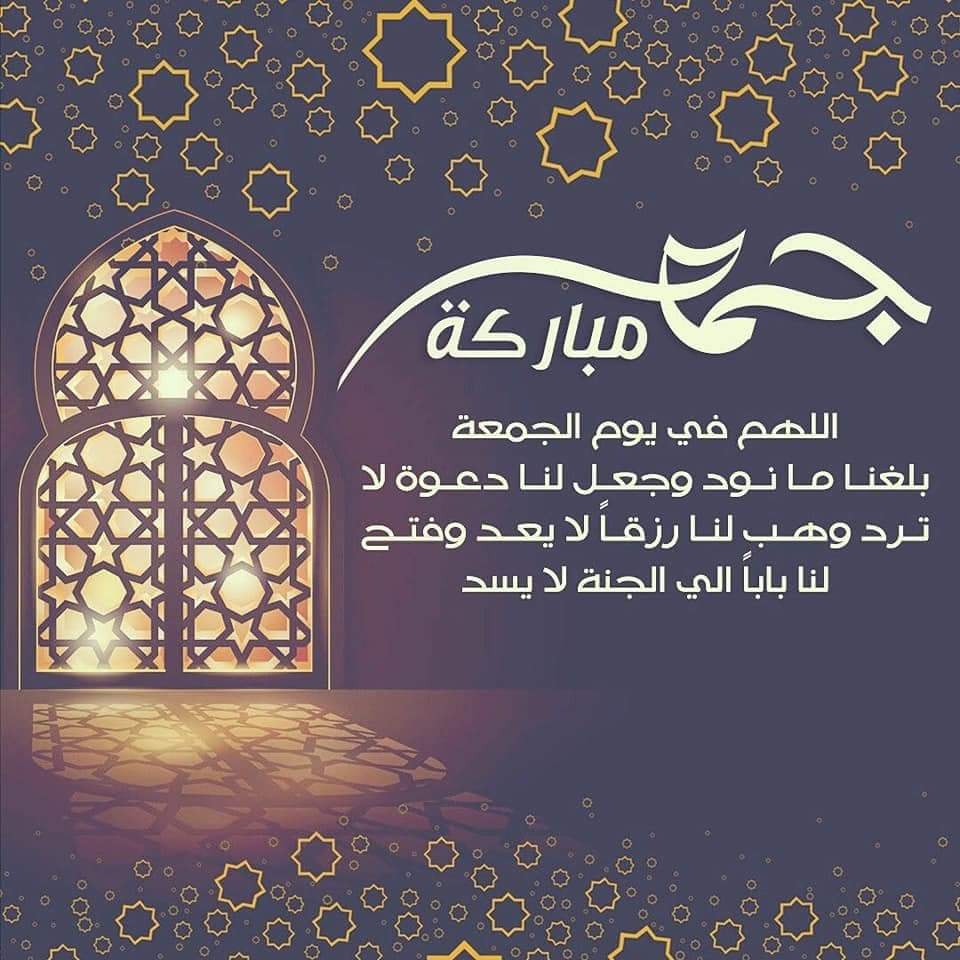 جمعة
مباركة
اللهم في يوم الجمعة
بلغنا ما نود وجعل لنا دعوة لا
ترد وهب لنا رزقاً لا يعد وفتح
لنا باباً الي الجنة لا يسد